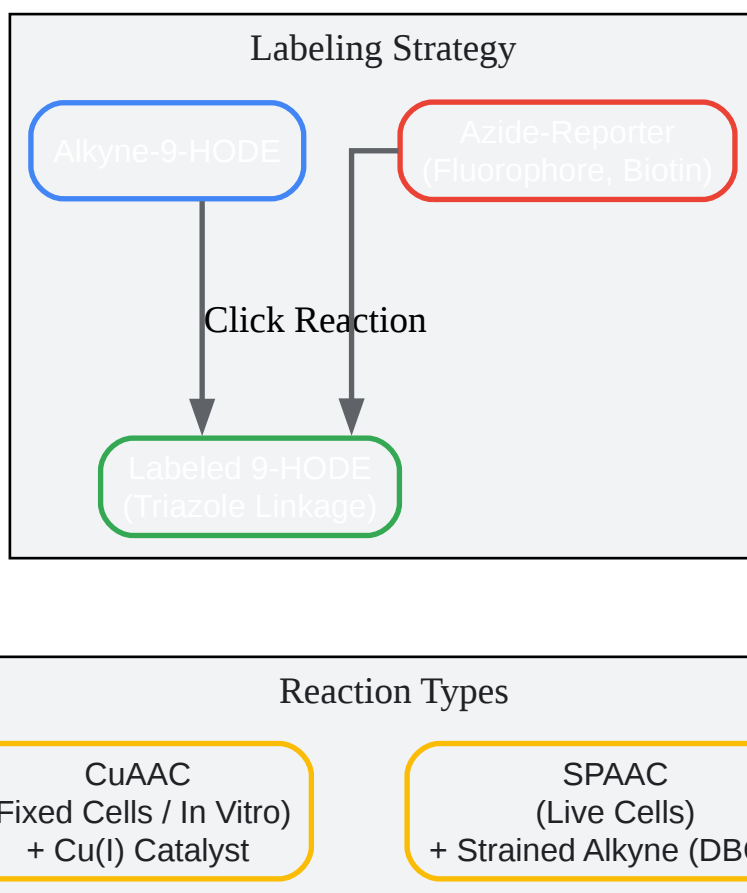 Labeling Strategy
Alkyne-9-HODE
Azide-Reporter
(Fluorophore, Biotin)
Click Reaction
Labeled 9-HODE
(Triazole Linkage)
Reaction Types
CuAAC
Fixed Cells / In Vitro)
+ Cu(I) Catalyst
SPAAC
(Live Cells)
+ Strained Alkyne